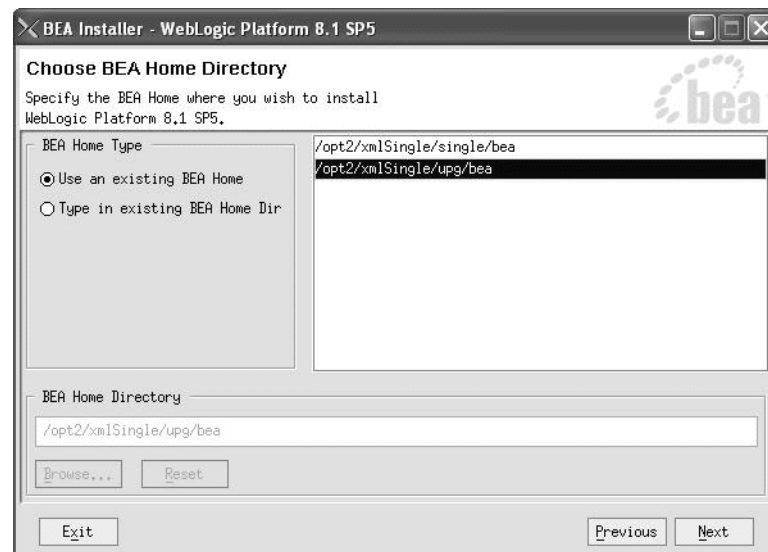 BEA Installer - WebLogic Platform 8.1 SP5
Choose BEA Home Directory
Specify the BEA Home where you wish to install
WebLogic Platform 8.1 SP5.
bea
BEA Home Type
Use an existing BEA Home
Type in existing BEA Home Dir
/opt2/xmlSingle/single/bea
/opt2/xmlSingle/upg/bea
BEA Home Directory
/opt2/xmlSingle/upg/bea
Browse...
Reset
Exit
Previous
Next